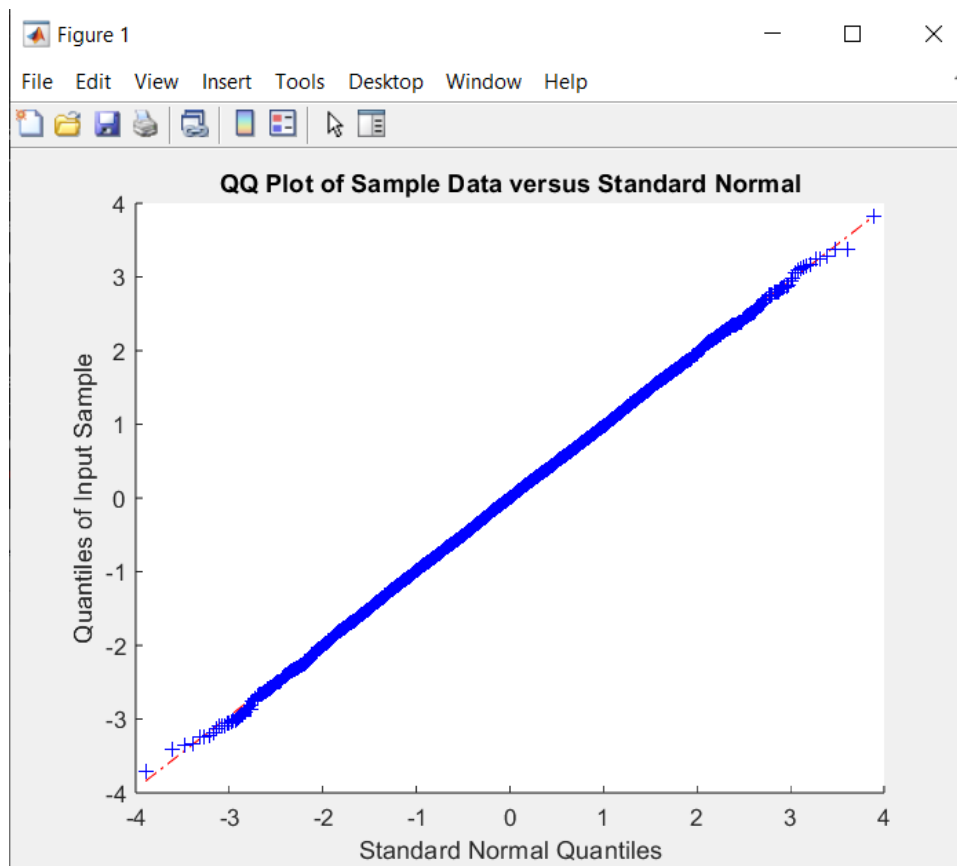 Figure 1
File Edit View Insert Tools Desktop Window Help
QQ Plot of Sample Data versus Standard Normal
4
3
2
1
0
-1
-2
-3
-4
Quantiles of Input Sample
-4 -3 -2 -1 0 1 2 3 4
Standard Normal Quantiles